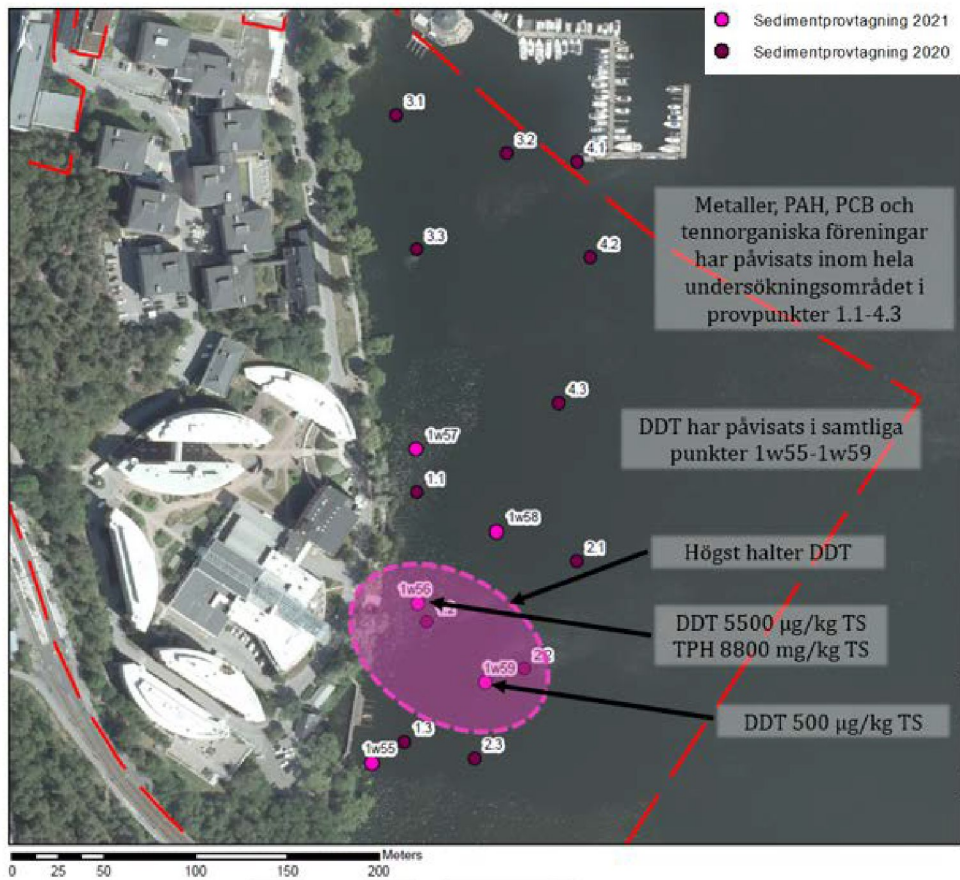 Sedimentprovtagning 2021
Sedimentprovtagning 2020
3.1
3.2
4.1
3.3
4.2
Metaller, PAH, PCB och
tennorganiska föreningar
har påvisats inom hela
undersökningsområdet i
provpunkter 1.1-4.3
4.3
DDT har påvisats i samtliga
punkter 1w55-1w59
1w57
1.1
1w58
2.1
Högst halter DDT
1w56
1.2
DDT 5500 µg/kg TS
TPH 8800 mg/kg TS
1w59
2.2
DDT 500 µg/kg TS
1.3
1w55
2.3
Meters
0 25 50 100 150 200